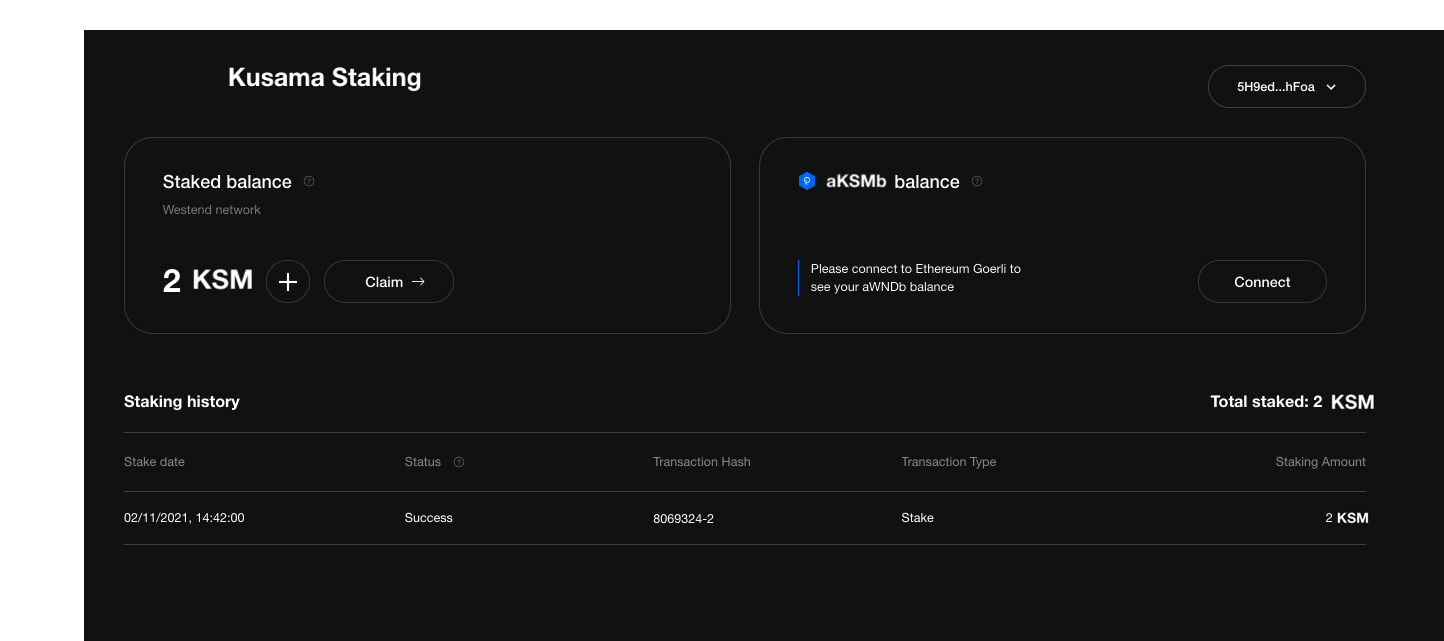 Kusama Staking
5H9ed...hFoa
Staked balance
Westend network
2 KSM
Claim
aKSMb balance
Please connect to Ethereum Goerli to
see your aWNDb balance
Connect
Staking history
Total staked: 2 KSM
Stake date Status Transaction Hash Transaction Type Staking Amount
02/11/2021, 14:42:00 Success 8069324-2 Stake 2 KSM